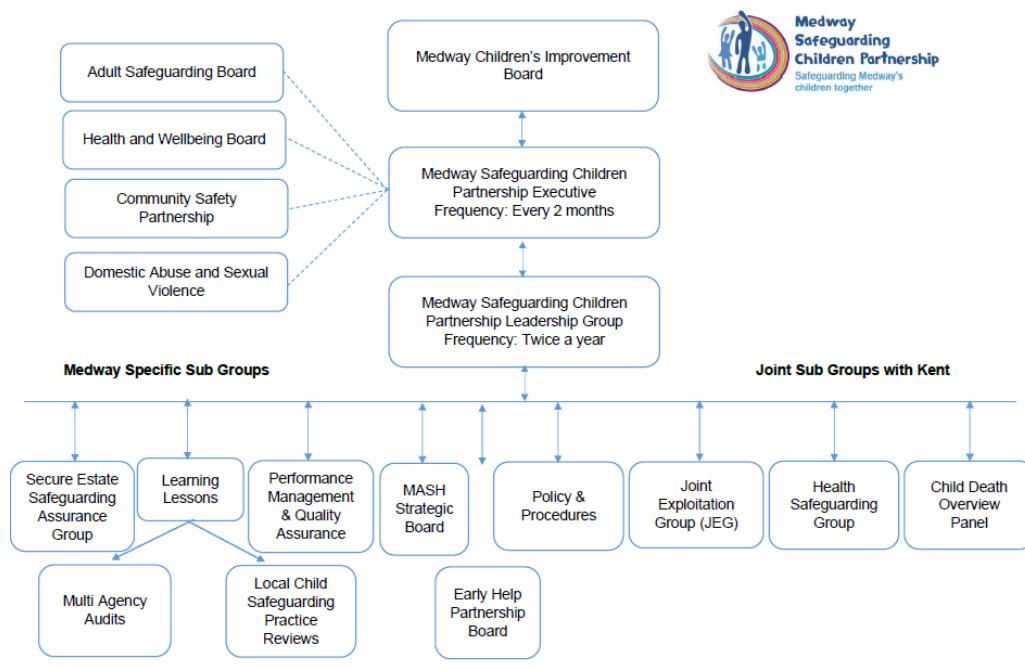 Medway
Safeguarding
Children Partnership
Safeguarding Medway's
children together
Medway Children's Improvement
Board
Adult Safeguarding Board
Health and Wellbeing Board
Community Safety
Partnership
Domestic Abuse and Sexual
Violence
Medway Safeguarding Children
Partnership Executive
Frequency: Every 2 months
Medway Safeguarding Children
Partnership Leadership Group
Frequency: Twice a year
Medway Specific Sub Groups
Joint Sub Groups with Kent
Secure Estate
Safeguarding
Assurance
Group
Learning
Lessons
Performance
Management
& Quality
Assurance
MASH
Strategic
Board
Policy &
Procedures
Joint
Exploitation
Group (JEG)
Health
Safeguarding
Group
Child Death
Overview
Panel
Multi Agency
Audits
Local Child
Safeguarding
Practice
Reviews
Early Help
Partnership
Board